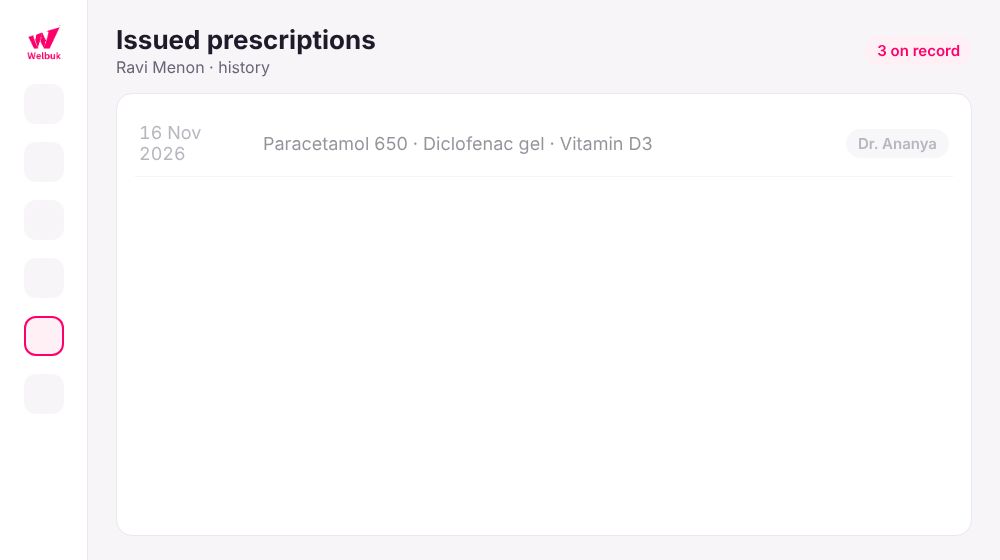 Welbuk
Issued prescriptions
Ravi Menon · history
3 on record
16 Nov
2026
Paracetamol 650 · Diclofenac gel · Vitamin D3
Dr. Ananya